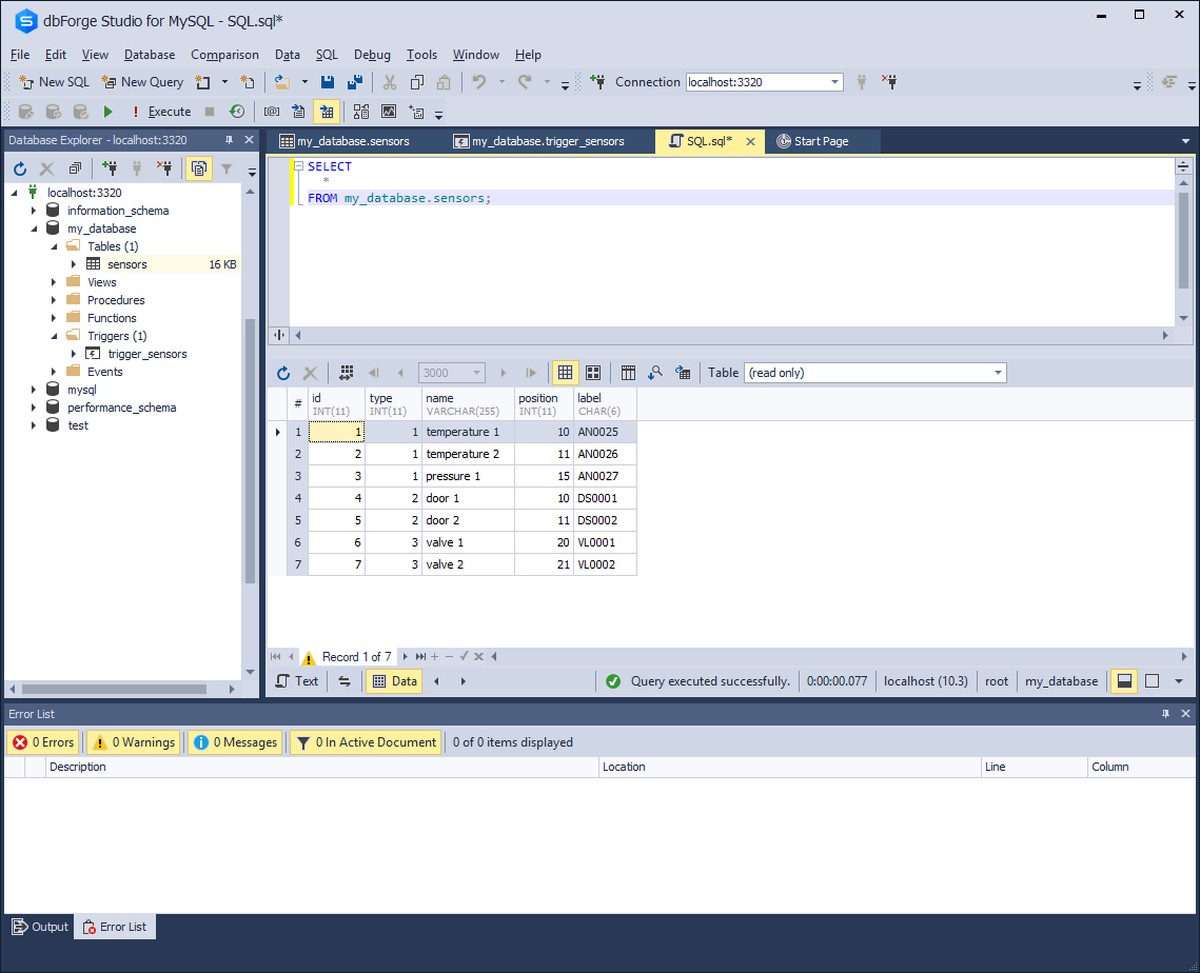 dbForge Studio for MySQL - SQL.sql*
File Edit View Database Comparison Data SQL Debug Tools Window Help
New SQL New Query Connection localhost:3320
Execute
Database Explorer - localhost:3320
localhost:3320
information_schema
my_database
Tables (1)
sensors 16 KB
Views
Procedures
Functions
Triggers (1)
trigger_sensors
Events
mysql
performance_schema
test
my_database.sensors my_database.trigger_sensors SQL.sql* Start Page
SELECT
*
FROM my_database.sensors;
3000 Table (read only)
# id type name position label
INT(11) INT(11) VARCHAR(255) INT(11) CHAR(6)
1 1 1 temperature 1 10 AN0025
2 2 1 temperature 2 11 AN0026
3 3 1 pressure 1 15 AN0027
4 4 2 door 1 10 DS0001
5 5 2 door 2 11 DS0002
6 6 3 valve 1 20 VL0001
7 7 3 valve 2 21 VL0002
Record 1 of 7
Text Data Query executed successfully. 0:00:00.077 localhost (10.3) root my_database
Error List
0 Errors 0 Warnings 0 Messages 0 In Active Document 0 of 0 items displayed
Description Location Line Column
Output Error List